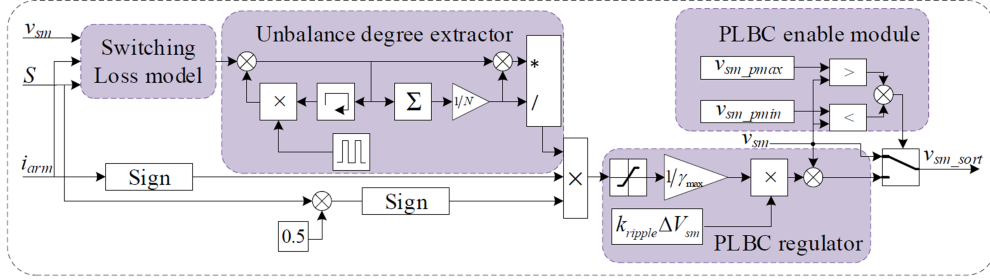 v_sm
S
i_arm
Switching
Loss model
Unbalance degree extractor
×
Σ
1/N
*
/
Sign
0.5
Sign
×
PLBC enable module
v_sm_pmax
>
v_sm_pmin
<
v_sm
v_sm_sort
1/γ_max
×
k_ripple ΔV_sm
PLBC regulator